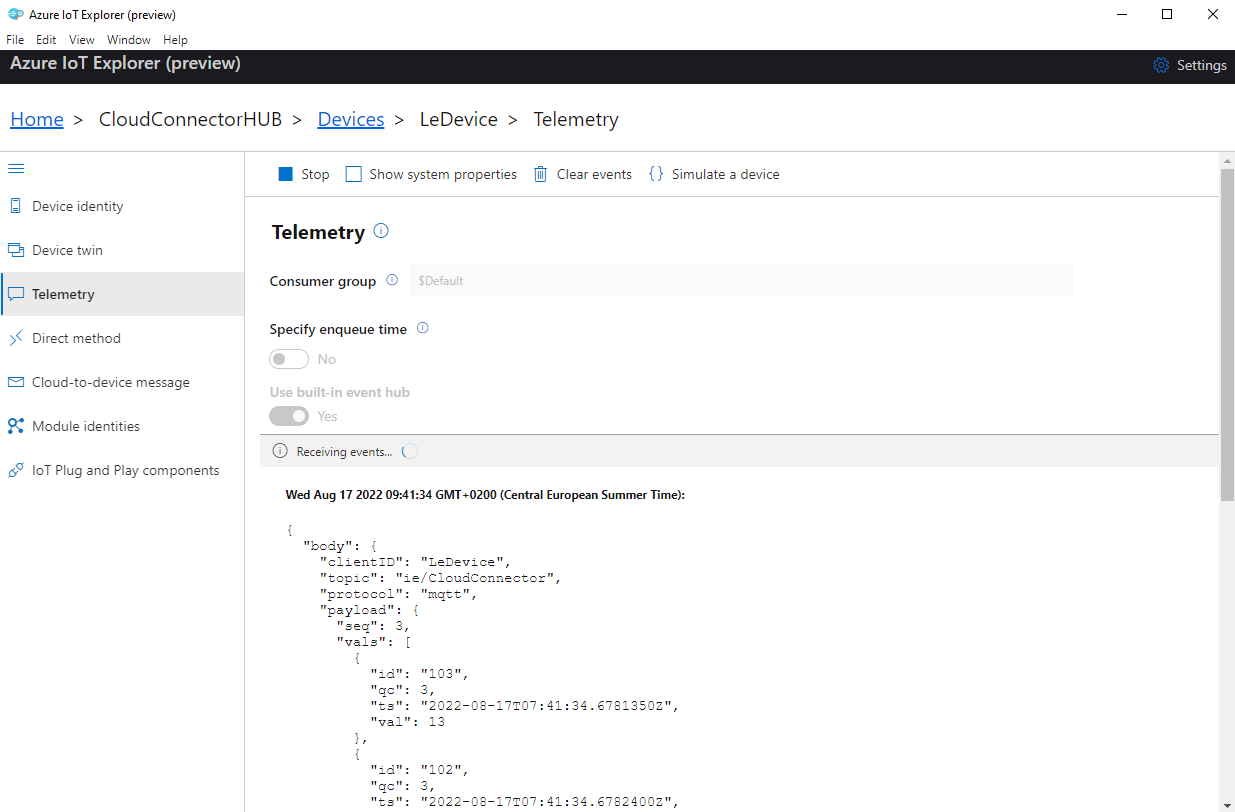 Azure IoT Explorer (preview)
File Edit View Window Help
Azure IoT Explorer (preview)
Settings
Home > CloudConnectorHUB > Devices > LeDevice > Telemetry
Device identity
Device twin
Telemetry
Direct method
Cloud-to-device message
Module identities
IoT Plug and Play components
Stop Show system properties Clear events {} Simulate a device
Telemetry
Consumer group $Default
Specify enqueue time
No
Use built-in event hub
Yes
Receiving events...
Wed Aug 17 2022 09:41:34 GMT+0200 (Central European Summer Time):
{
"body": {
"clientID": "LeDevice",
"topic": "ie/CloudConnector",
"protocol": "mqtt",
"payload": {
"seq": 3,
"vals": [
{
"id": "103",
"qc": 3,
"ts": "2022-08-17T07:41:34.6781350Z",
"val": 13
},
{
"id": "102",
"qc": 3,
"ts": "2022-08-17T07:41:34.6782400Z",